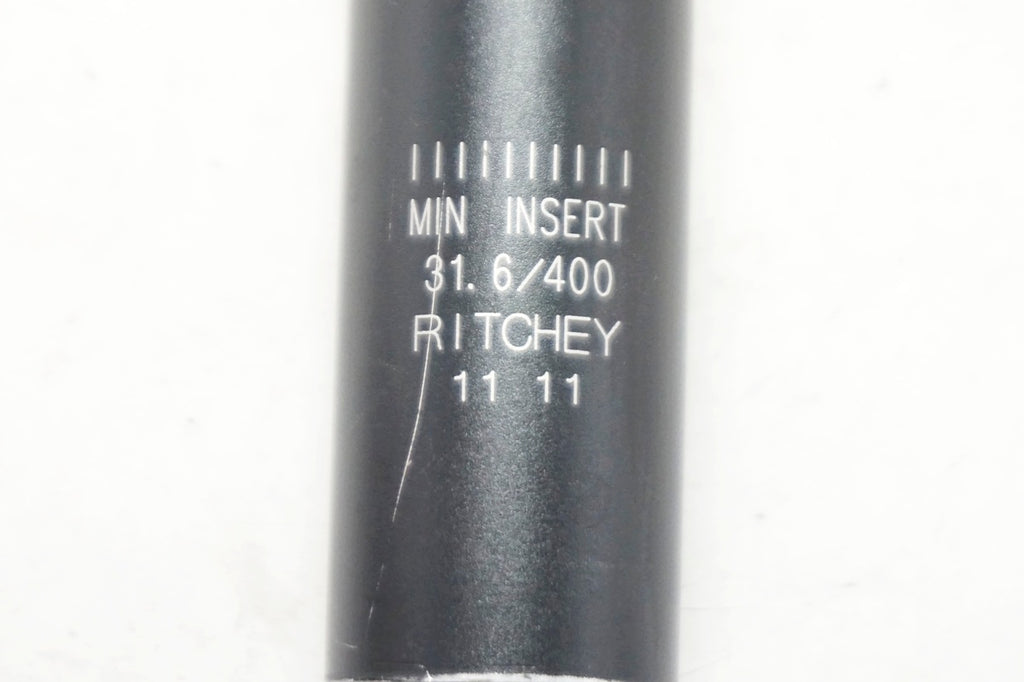 MIN INSERT
31.6/400
RITCHEY
11 11